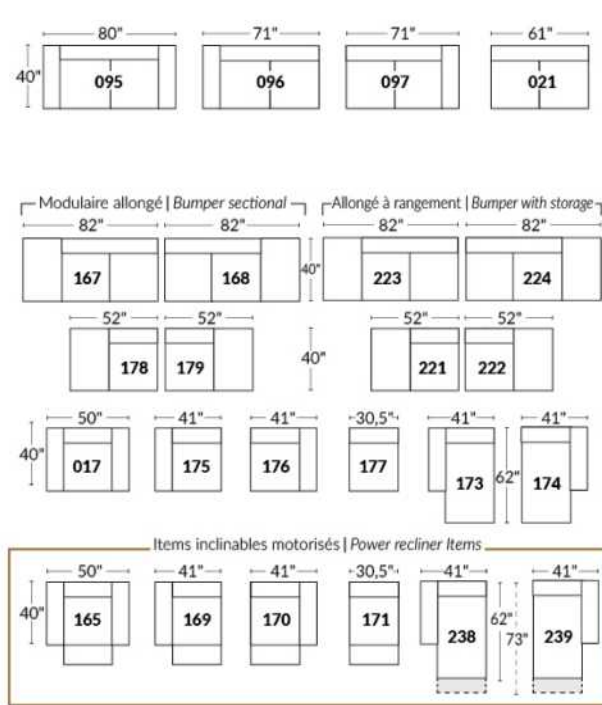 80" 71" 71" 61"
40" 095 096 097 021
Modulaire allongé | Bumper sectional Allongé à rangement | Bumper with storage
82" 82" 82" 82"
167 168 40" 223 224
52" 52" 52" 52"
178 179 40" 221 222
50" 41" 41" 30,5" 41" 41"
40" 017 175 176 177 173 62" 174
Items inclinables motorisés | Power recliner Items
50" 41" 41" 30,5" 41" 41"
40" 165 169 170 171 238 62" 73" 239